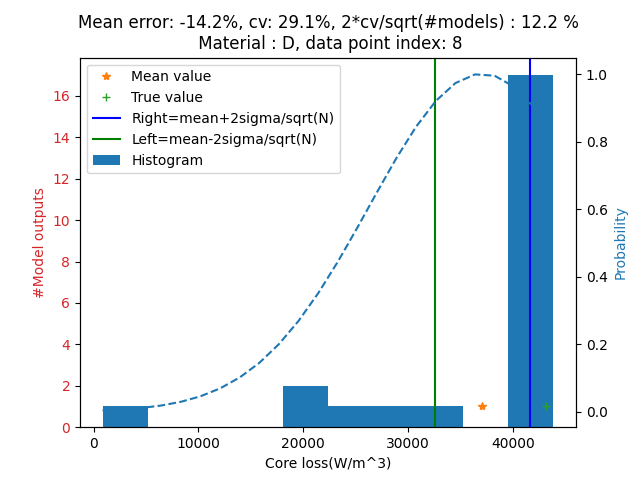 Mean error: -14.2%, cv: 29.1%, 2*cv/sqrt(#models) : 12.2 %
Material : D, data point index: 8
Mean value
True value
Right=mean+2sigma/sqrt(N)
Left=mean-2sigma/sqrt(N)
Histogram
#Model outputs
16
14
12
10
8
6
4
2
0
1.0
0.8
0.6
0.4
0.2
0.0
Probability
0
10000
20000
30000
40000
Core loss(W/m^3)